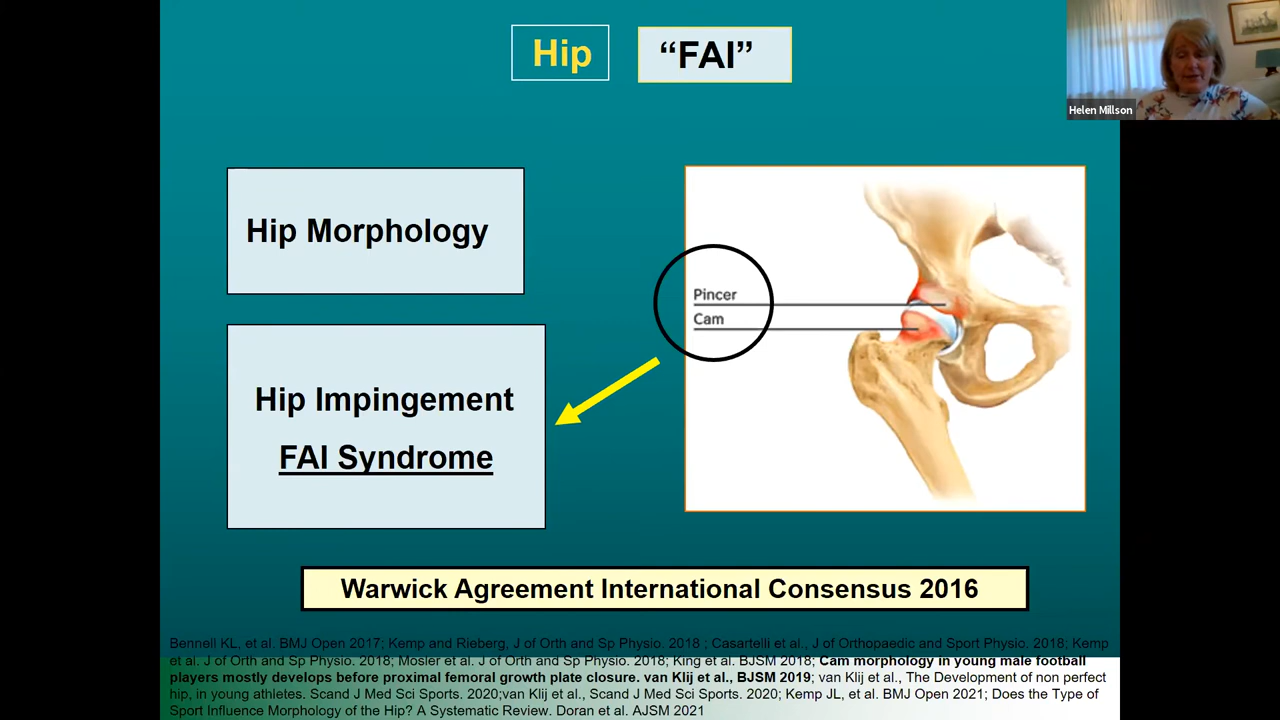 Hip
“FAI”
Helen Millson
Hip Morphology
Pincer
Cam
Hip Impingement
FAI Syndrome
Warwick Agreement International Consensus 2016
Bennell KL, et al. BMJ Open 2017; Kemp and Rieberg, J of Orth and Sp Physio. 2018 ; Casartelli et al., J of Orthopaedic and Sport Physio. 2018; Kemp
et al. J of Orth and Sp Physio. 2018; Mosler et al. J of Orth and Sp Physio. 2018; King et al. BJSM 2018; Cam morphology in young male football
players mostly develops before proximal femoral growth plate closure. van Klij et al., BJSM 2019; van Klij et al., The Development of non perfect
hip, in young athletes. Scand J Med Sci Sports. 2020;van Klij et al., Scand J Med Sci Sports. 2020; Kemp JL, et al. BMJ Open 2021; Does the Type of
Sport Influence Morphology of the Hip? A Systematic Review. Doran et al. AJSM 2021